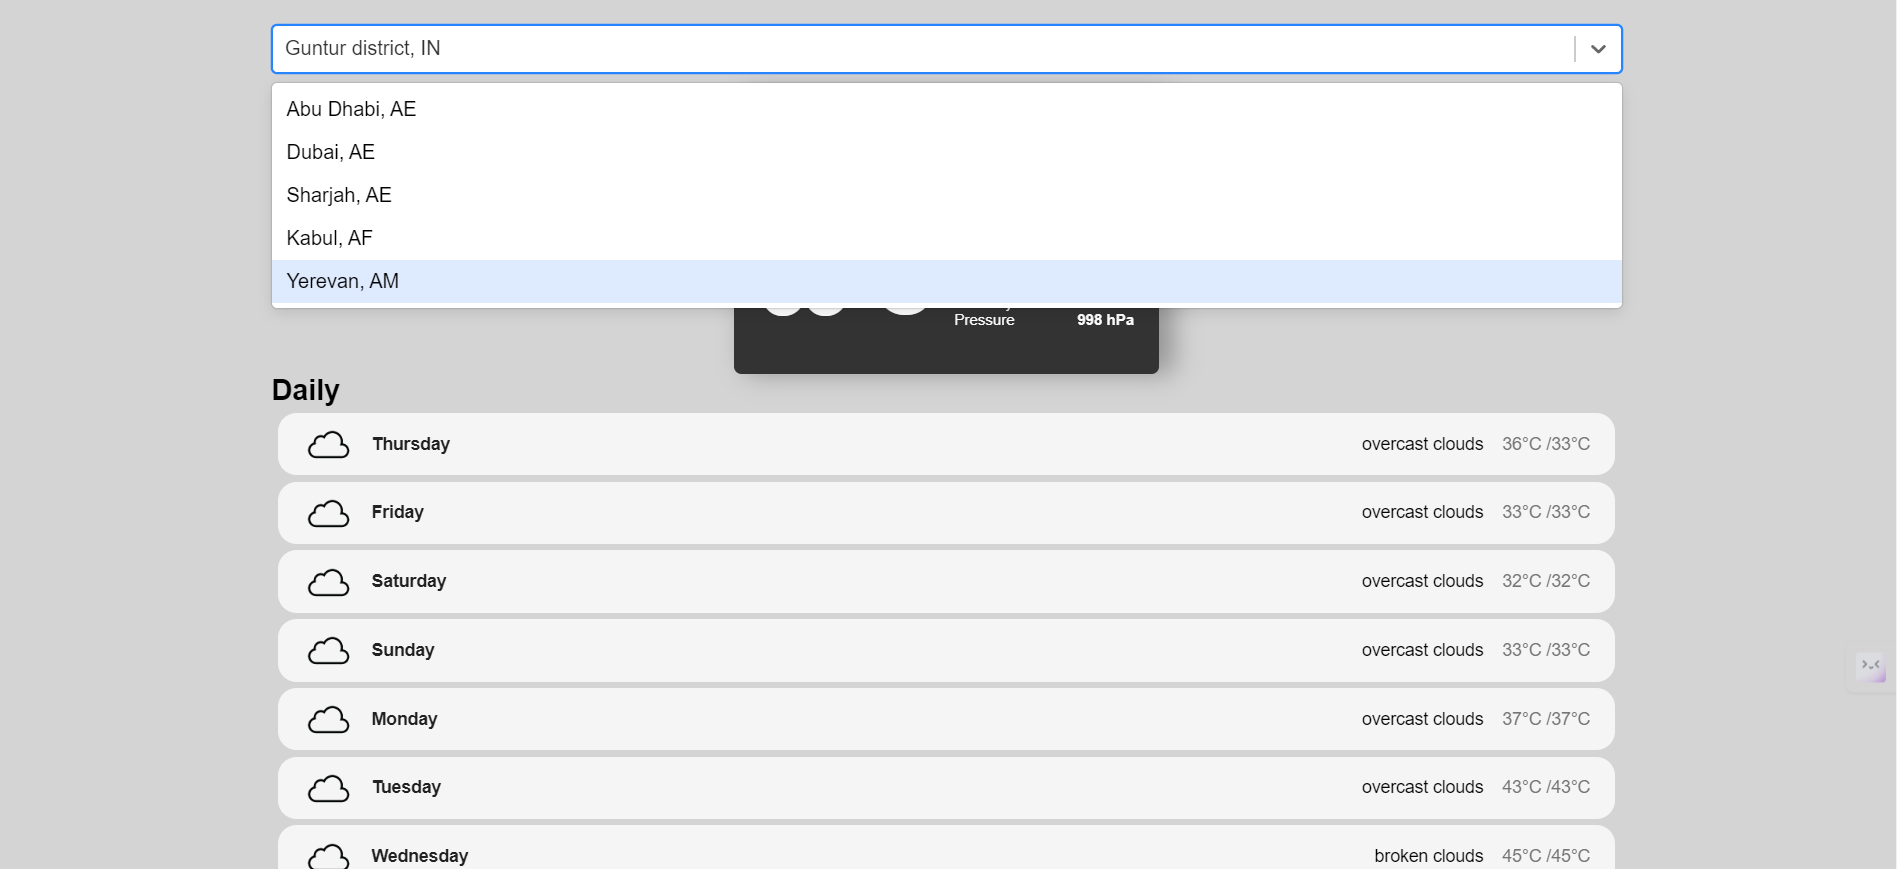 Guntur district, IN
Abu Dhabi, AE
Dubai, AE
Sharjah, AE
Kabul, AF
Yerevan, AM
Pressure 998 hPa
Daily
Thursday overcast clouds 36°C /33°C
Friday overcast clouds 33°C /33°C
Saturday overcast clouds 32°C /32°C
Sunday overcast clouds 33°C /33°C
Monday overcast clouds 37°C /37°C
Tuesday overcast clouds 43°C /43°C
Wednesday broken clouds 45°C /45°C